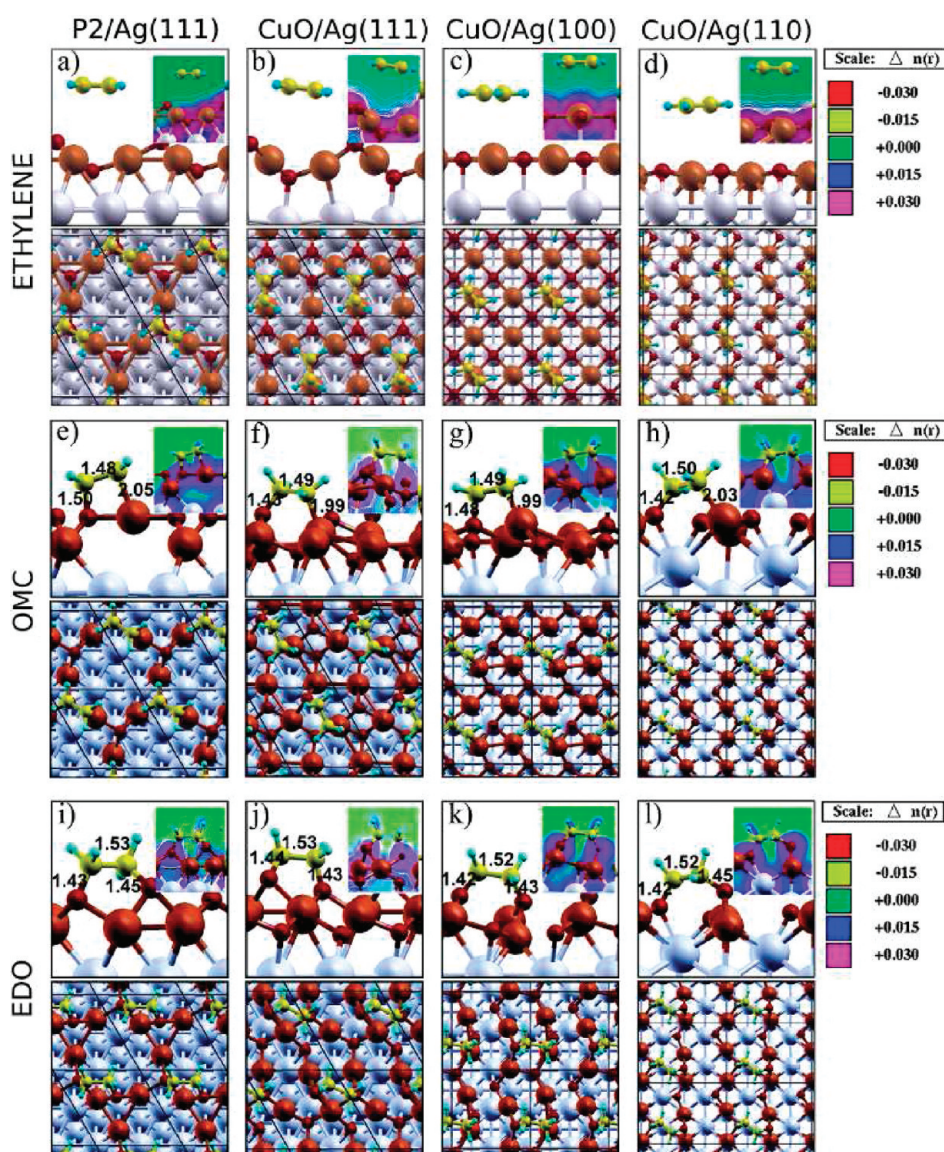 P2/Ag(111) CuO/Ag(111) CuO/Ag(100) CuO/Ag(110)
ETHYLENE
a) b) c) d)
Scale: Δ n(r)
-0.030
-0.015
+0.000
+0.015
+0.030
OMC
e) f) g) h)
1.48 1.49 1.49 1.50
1.50 2.05 1.43 1.99 1.48 1.99 1.42 2.03
Scale: Δ n(r)
-0.030
-0.015
+0.000
+0.015
+0.030
EDO
i) j) k) l)
1.53 1.53 1.52 1.52
1.43 1.45 1.44 1.43 1.42 1.43 1.42 1.45
Scale: Δ n(r)
-0.030
-0.015
+0.000
+0.015
+0.030